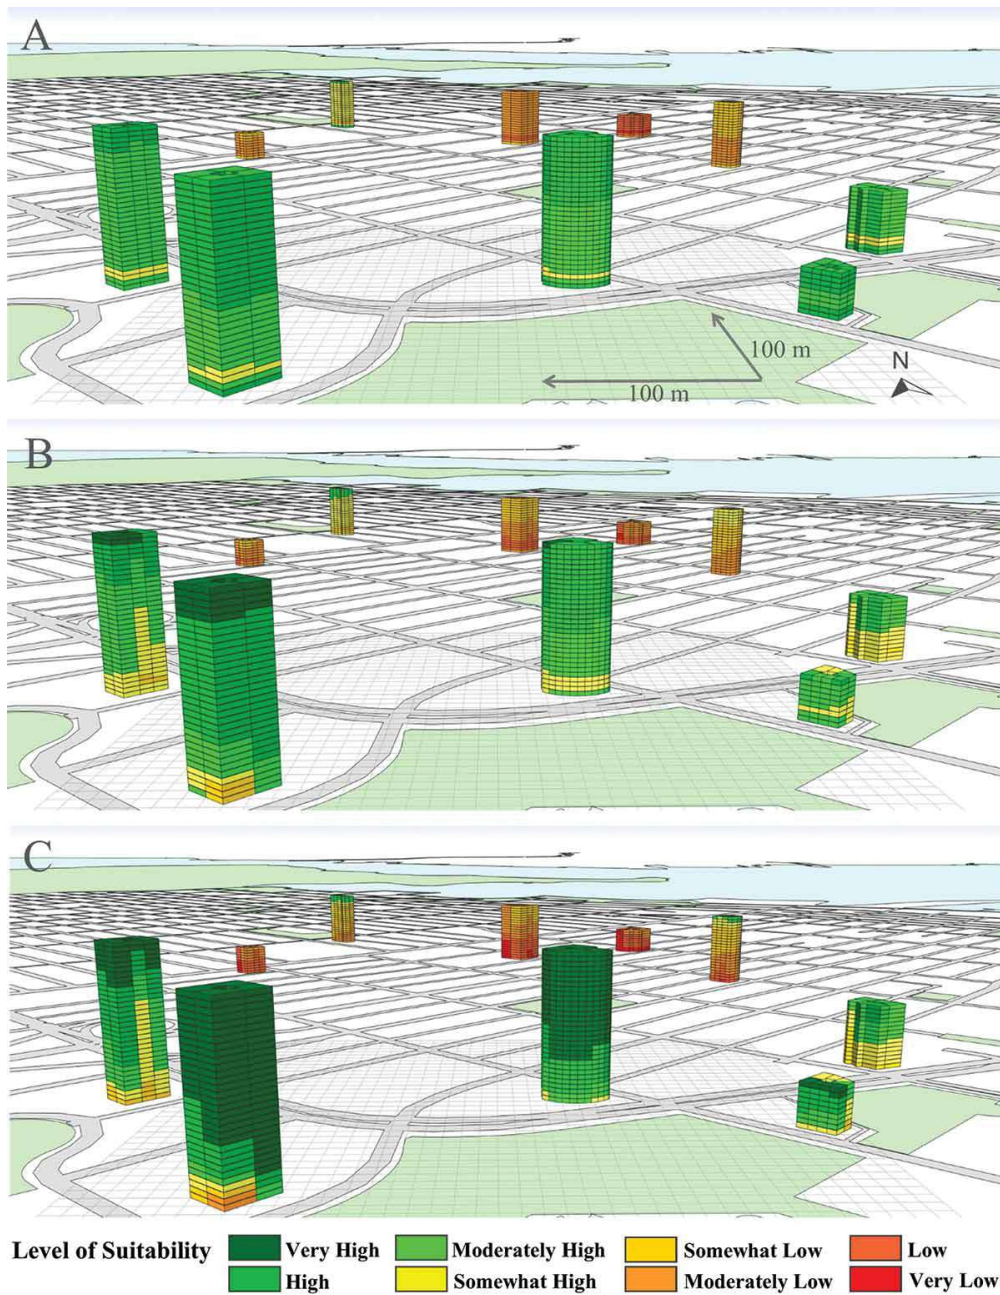 A
100 m
N
100 m
B
C
Level of Suitability
Very High
Moderately High
Somewhat Low
Low
High
Somewhat High
Moderately Low
Very Low